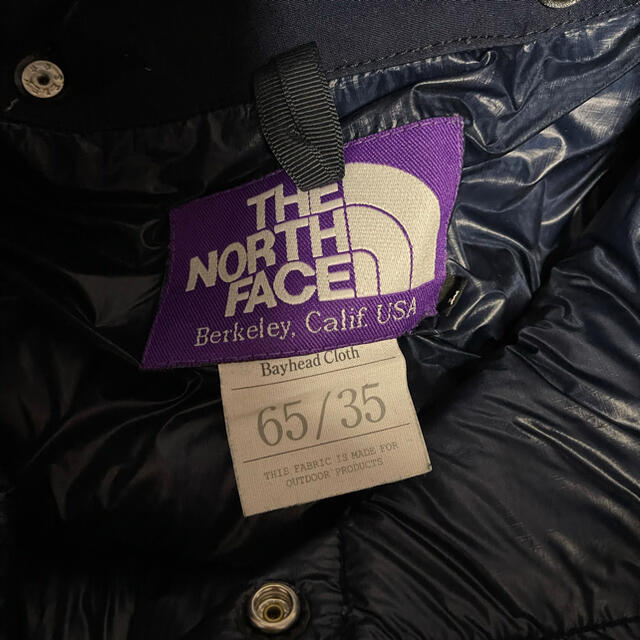 THE
NORTH
FACE
Berkeley, Calif. USA
Bayhead Cloth
65/35
THIS FABRIC IS MADE FOR
OUTDOOR PRODUCTS